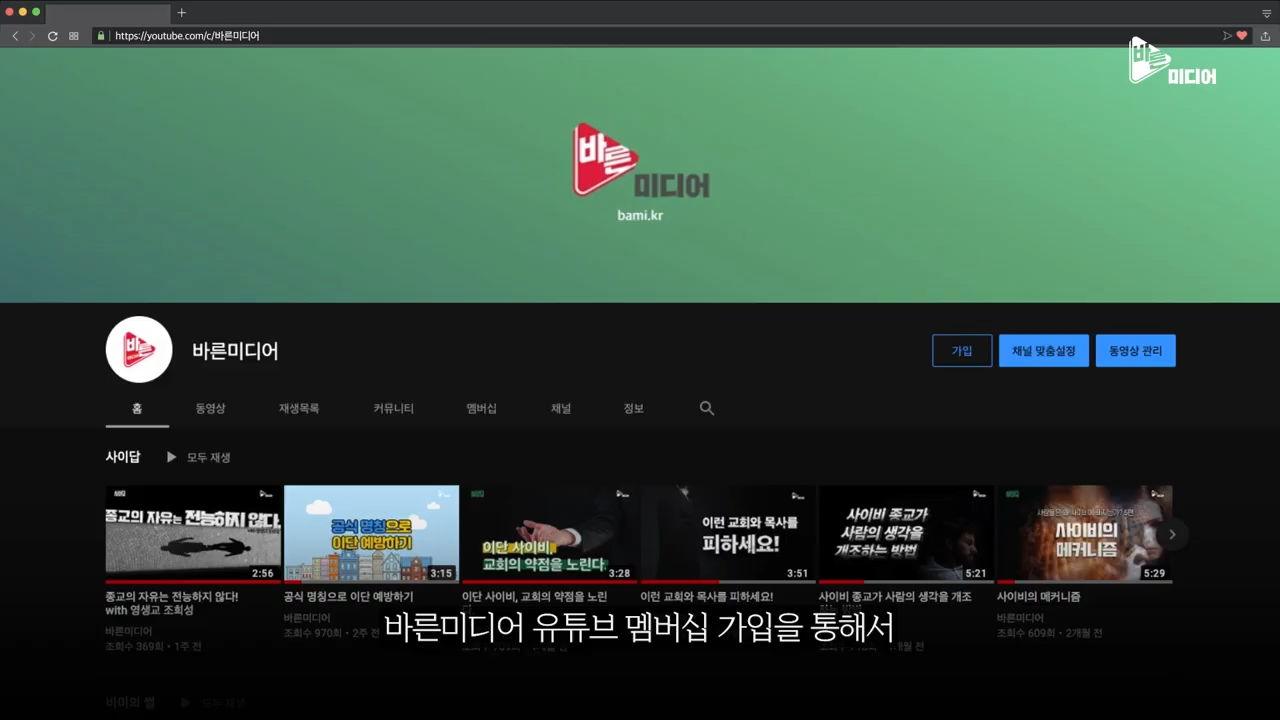 https://youtube.com/c/바른미디어
바른
미디어
바른
미디어
bami.kr
바른
바른미디어
가입
채널 맞춤설정
동영상 관리
홈
동영상
재생목록
커뮤니티
멤버십
채널
정보
사이답
모두 재생
종교의 자유는 전능하지 않다.
2:56
공식 명칭으로
이단 예방하기
3:15
이단 사이비,
교회의 약점을 노린다.
3:28
이런 교회와 목사를
피하세요!
3:51
사이비 종교가
사람의 생각을
개조하는 방법
5:21
사이비의
메커니즘
5:29
종교의 자유는 전능하지 않다!
with 영생교 조희성
바른미디어
조회수 369회 • 1주 전
공식 명칭으로 이단 예방하기
바른미디어
조회수 970회 • 2주 전
이단 사이비, 교회의 약점을 노린
이런 교회와 목사를 피하세요!
사이비 종교가 사람의 생각을 개조
사이비의 메커니즘
바른미디어
조회수 609회 • 2개월 전
바른미디어 유튜브 멤버십 가입을 통해서
바미의 썰
모두 재생